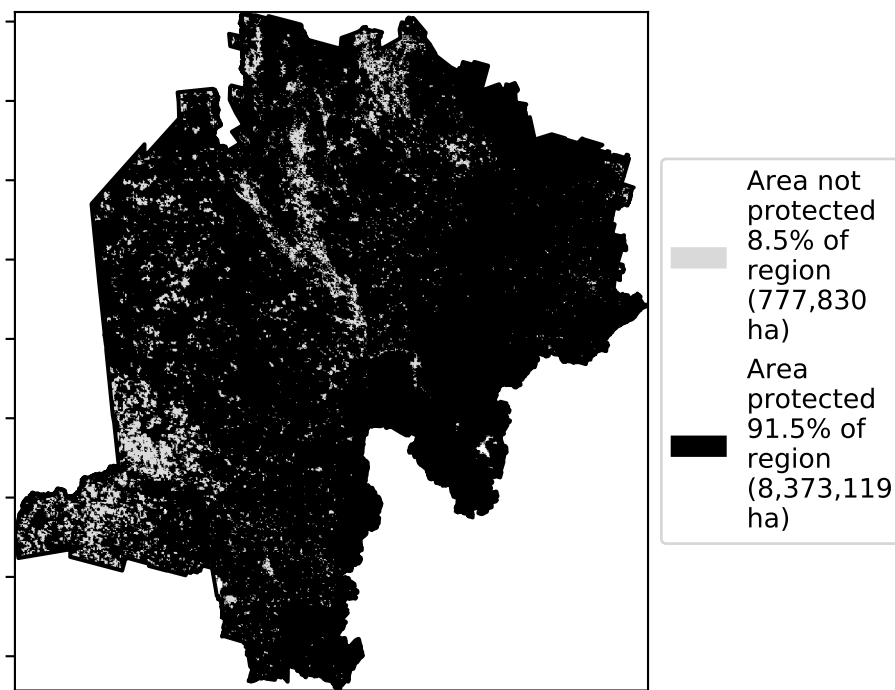 Area not
protected
8.5% of
region
(777,830
ha)
Area
protected
91.5% of
region
(8,373,119
ha)